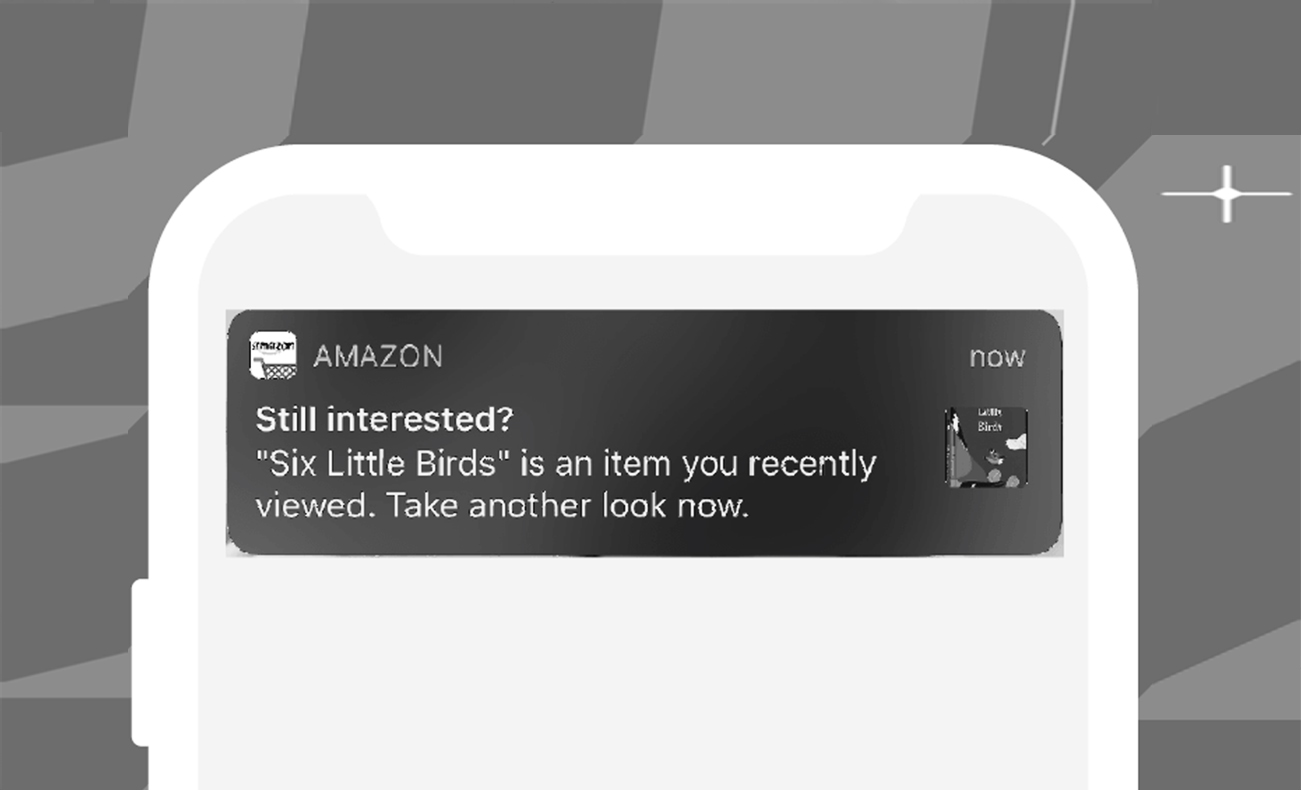 AMAZON
now
Still interested?
"Six Little Birds" is an item you recently
viewed. Take another look now.
Little
Birds